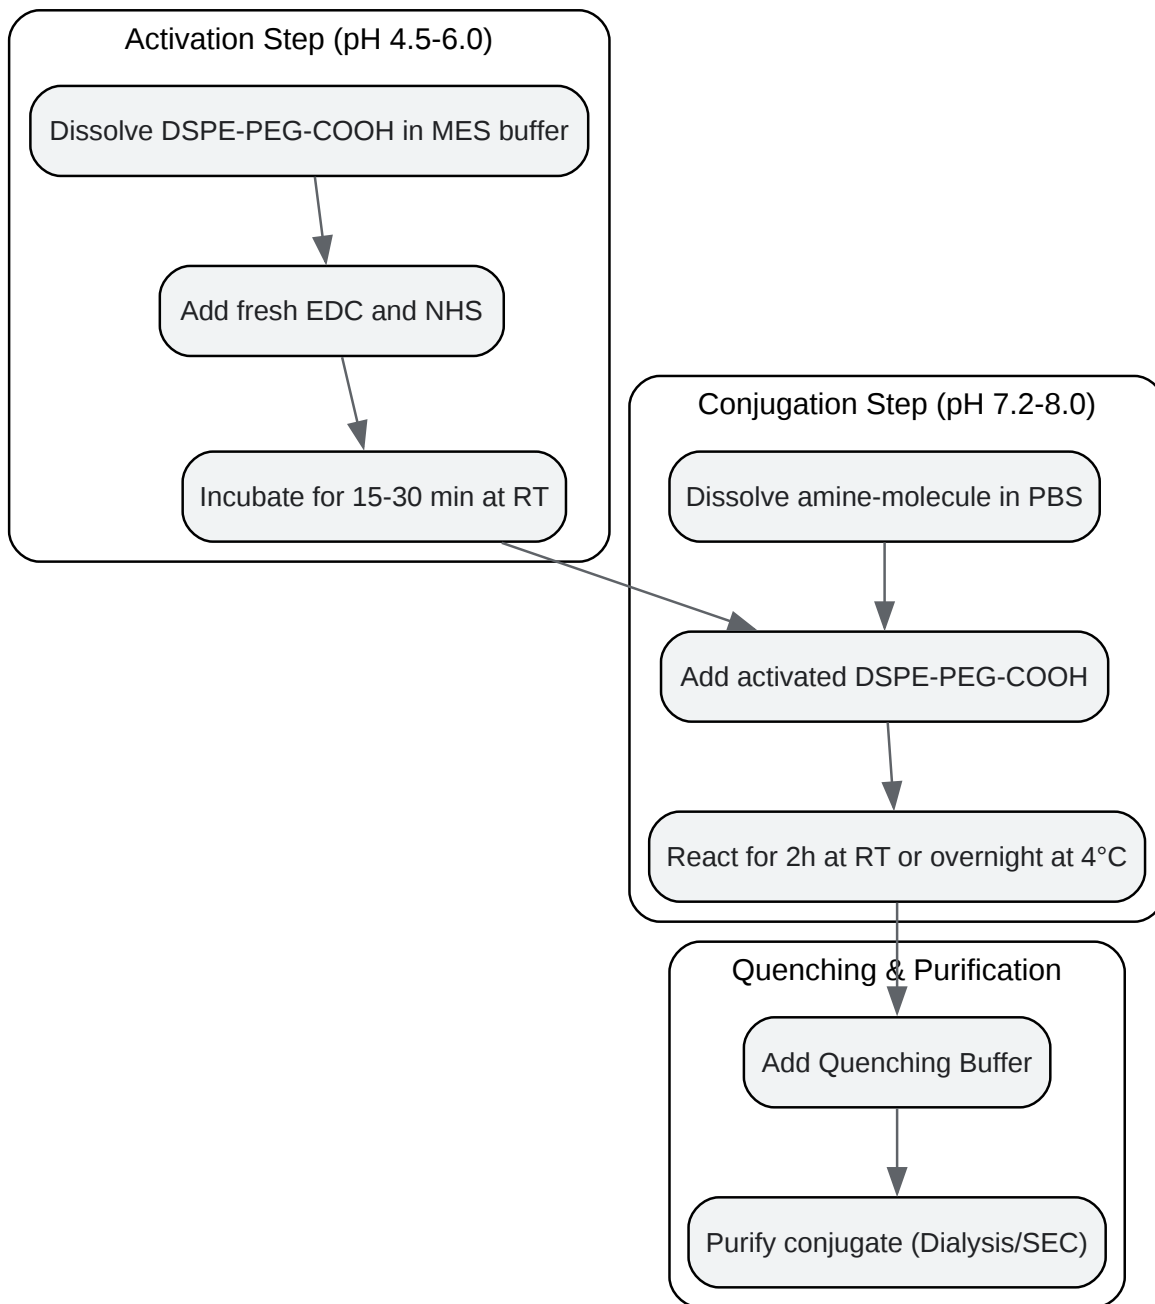 Activation Step (pH 4.5-6.0)
Dissolve DSPE-PEG-COOH in MES buffer
Add fresh EDC and NHS
Incubate for 15-30 min at RT
Conjugation Step (pH 7.2-8.0)
Dissolve amine-molecule in PBS
Add activated DSPE-PEG-COOH
React for 2h at RT or overnight at 4°C
Quenching & Purification
Add Quenching Buffer
Purify conjugate (Dialysis/SEC)